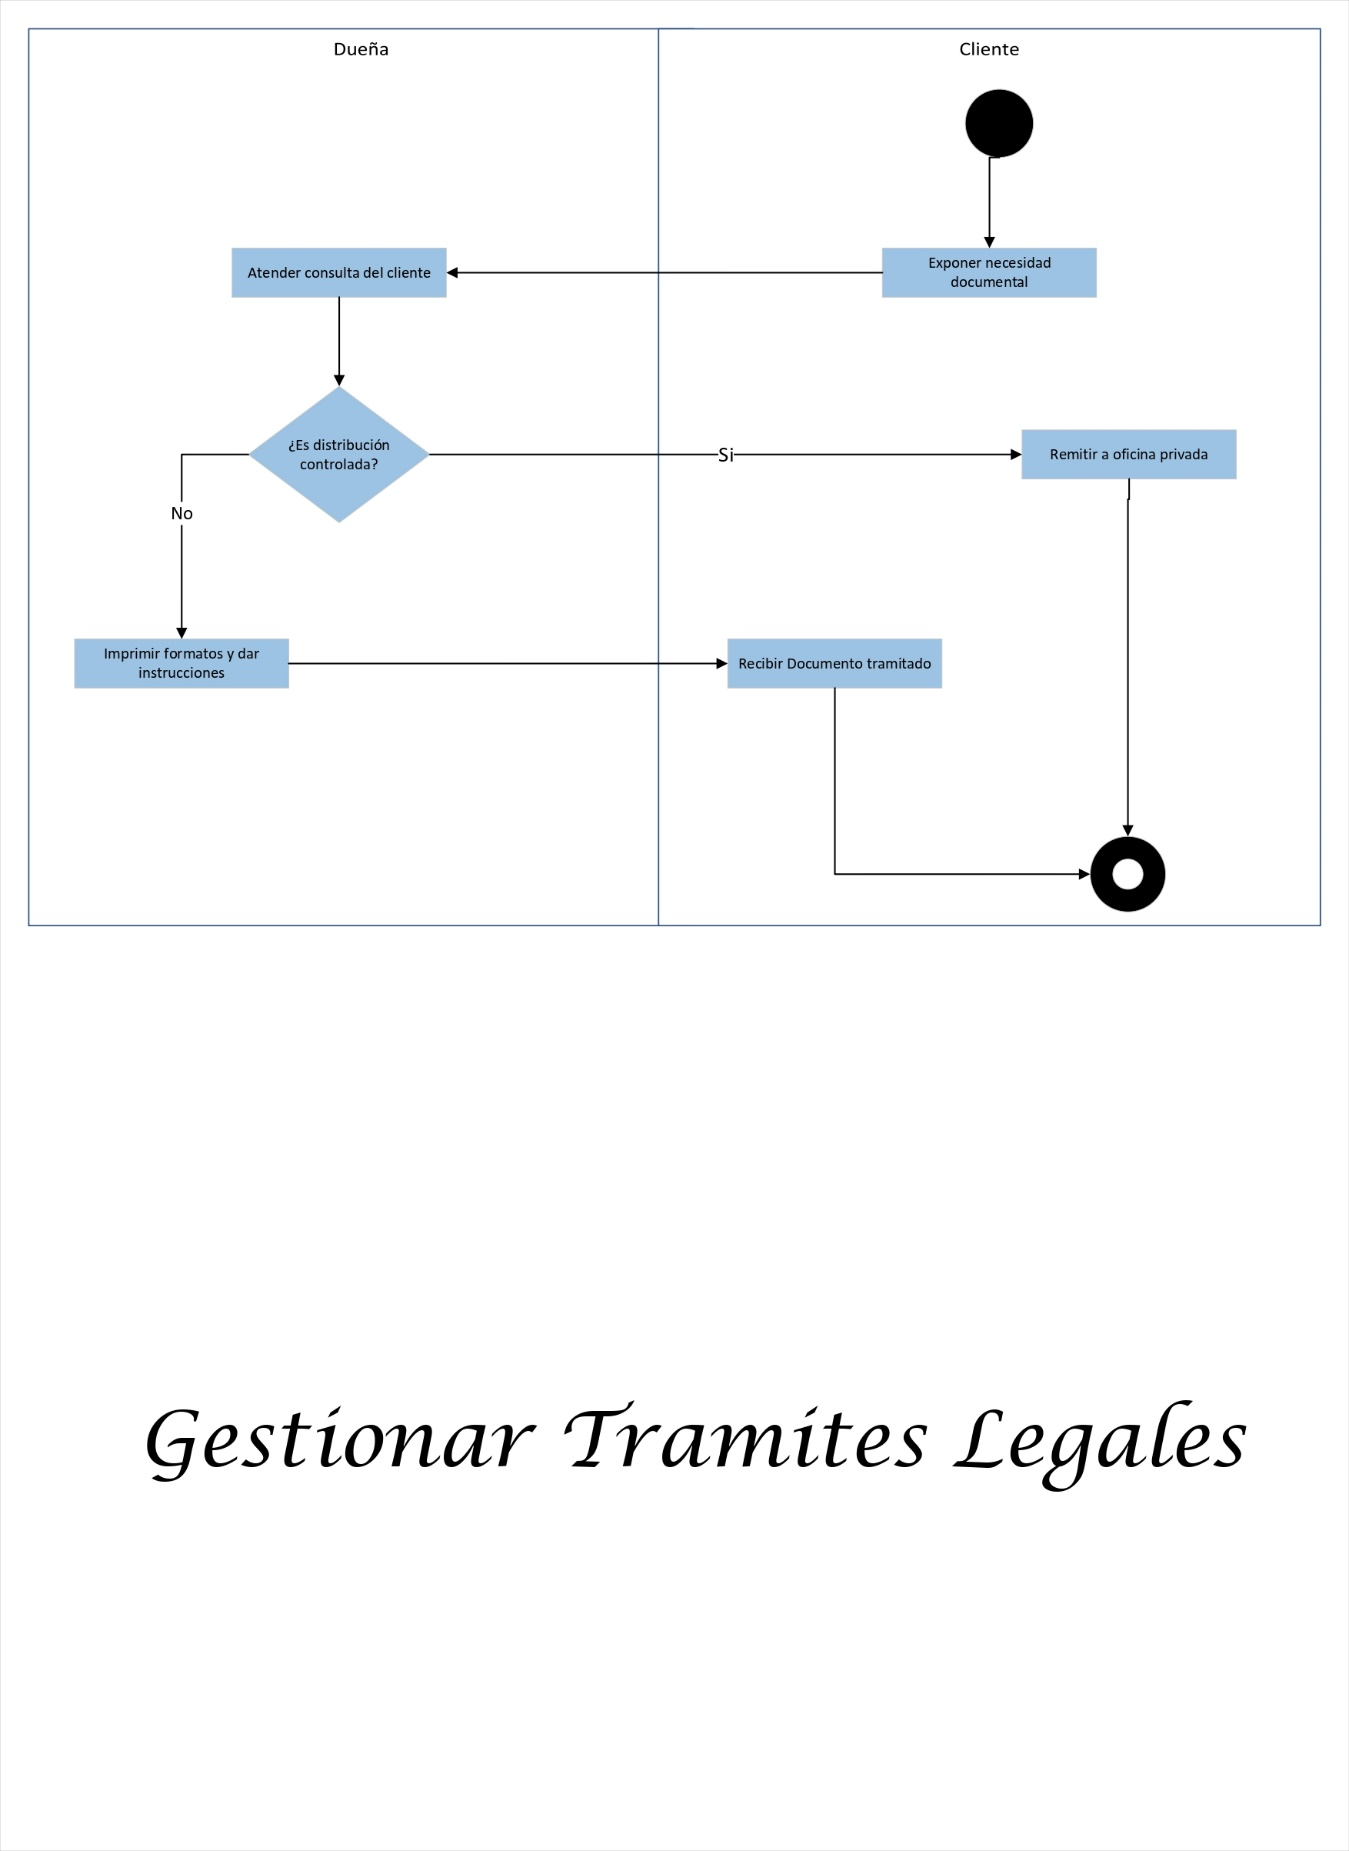 Dueña
Cliente
Exponer necesidad
documental
Atender consulta del cliente
¿Es distribución
controlada?
Si
Remitir a oficina privada
No
Imprimir formatos y dar
instrucciones
Recibir Documento tramitado
Gestionar Tramites Legales